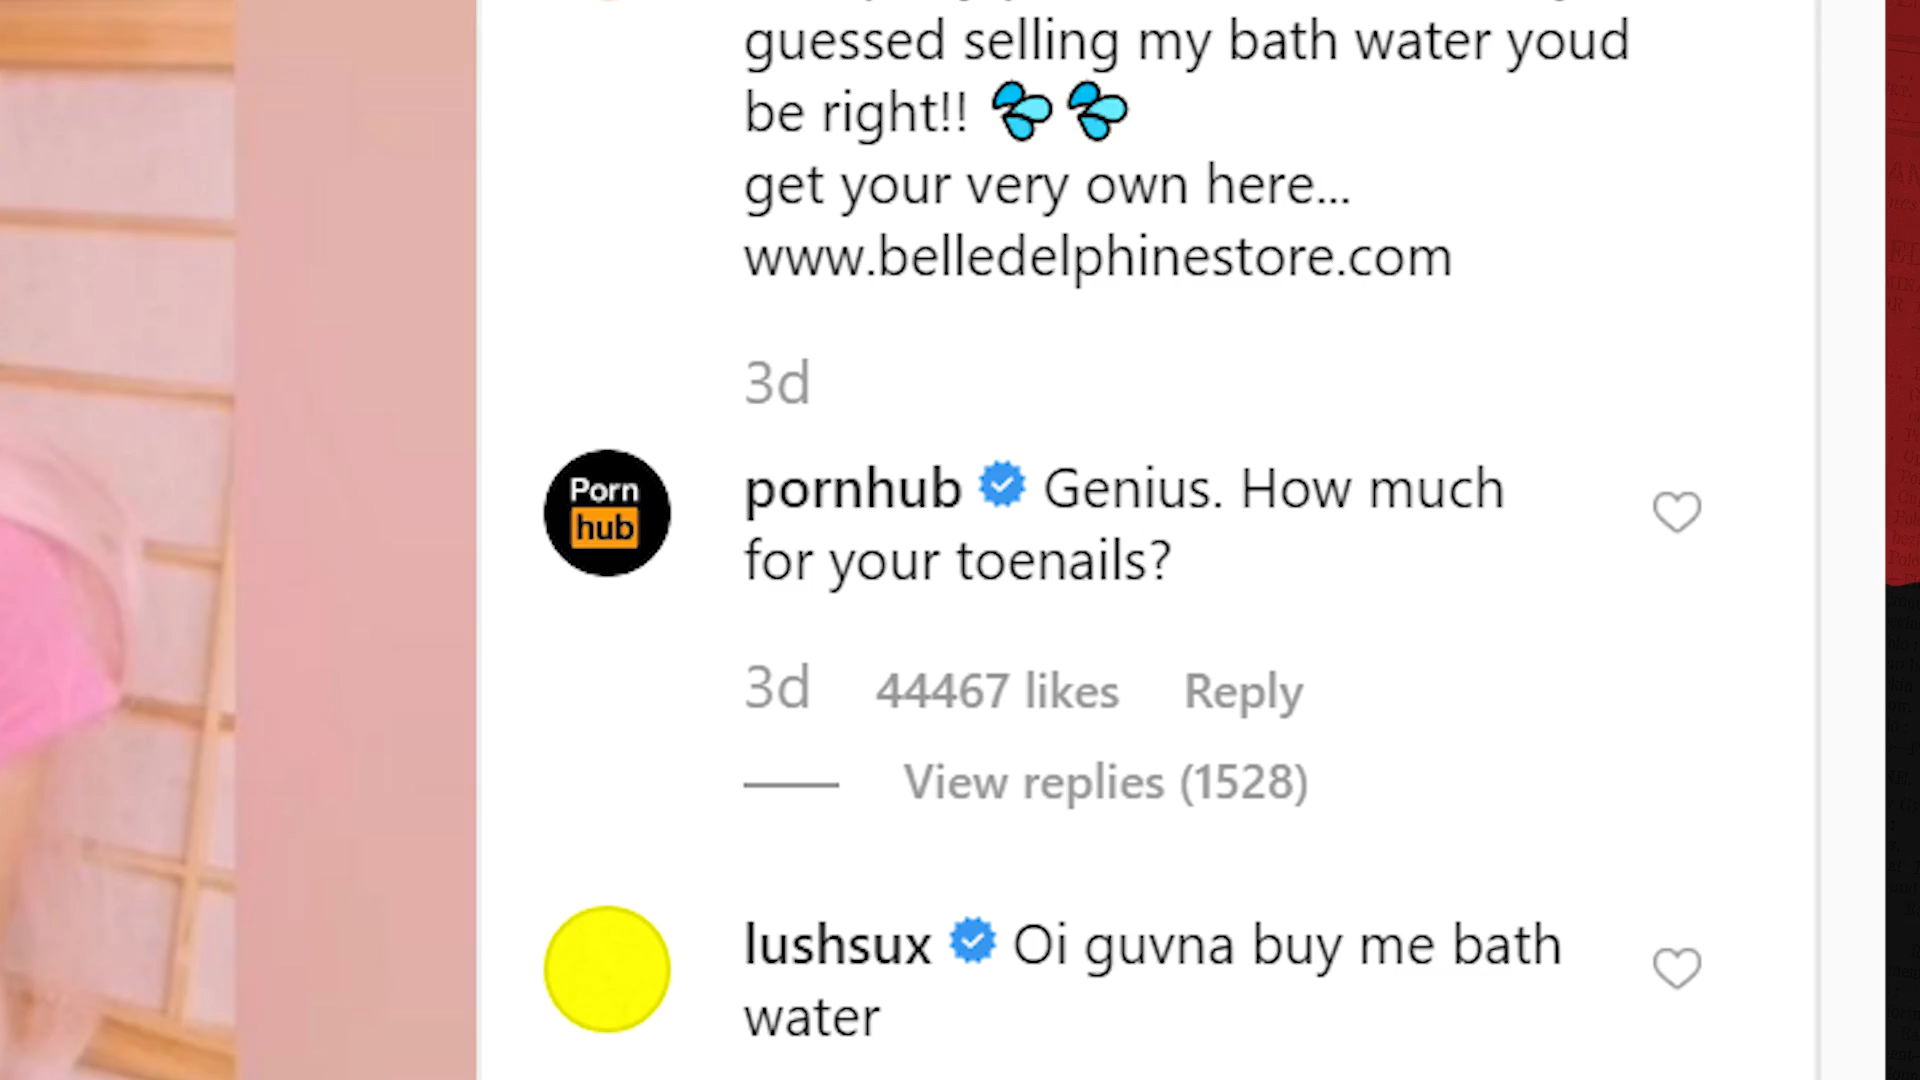 guessed selling my bath water youd
be right!! 💦 💦
get your very own here...
www.belledelphinestore.com
3d
Porn
hub
pornhub Genius. How much
for your toenails?
3d 44467 likes Reply
View replies (1528)
lushsux Oi guvna buy me bath
water